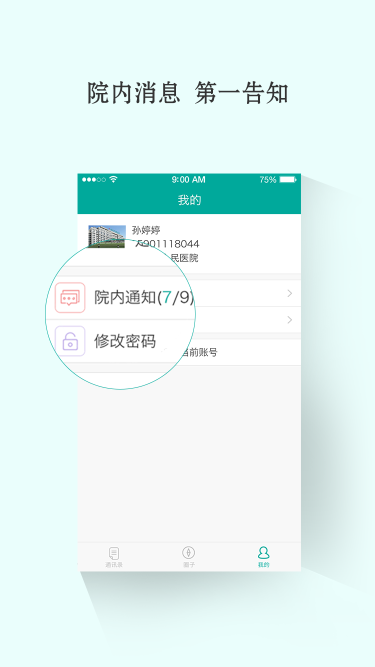 院内消息 第一告知
9:00 AM
75%
我的
孙婷婷
901118044
民医院
院内通知(7/9)
修改密码
当前账号
通讯录
圈子
我的